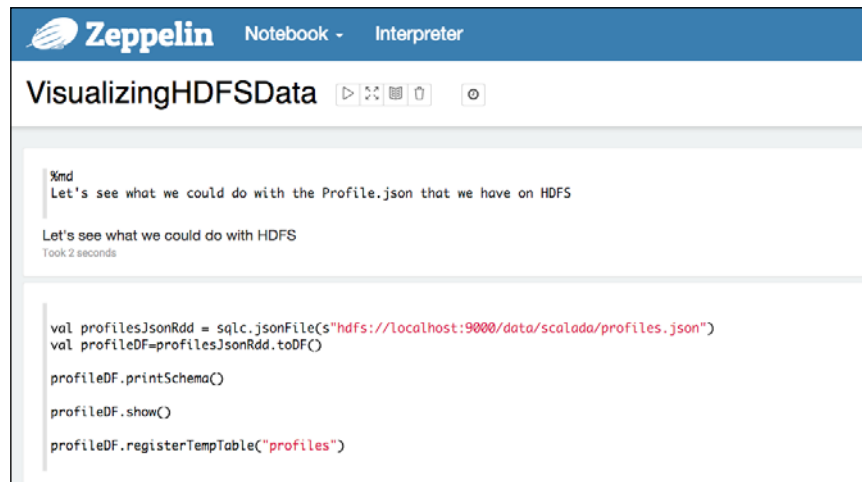 Zeppelin Notebook Interpreter
VisualizingHDFSData
%md
Let's see what we could do with the Profile.json that we have on HDFS
Let's see what we could do with HDFS
Took 2 seconds
val profilesJsonRdd = sqlc.jsonFile(s"hdfs://localhost:9000/data/scalada/profiles.json")
val profileDF=profilesJsonRdd.toDF()
profileDF.printSchema()
profileDF.show()
profileDF.registerTempTable("profiles")